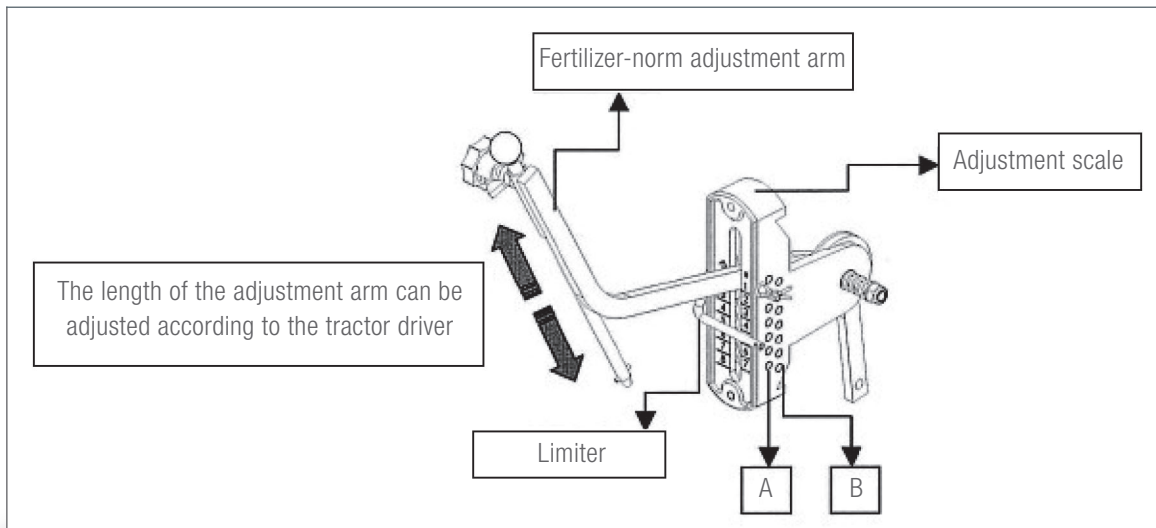 Fertilizer-norm adjustment arm
Adjustment scale
The length of the adjustment arm can be
adjusted according to the tractor driver
Limiter
A
B